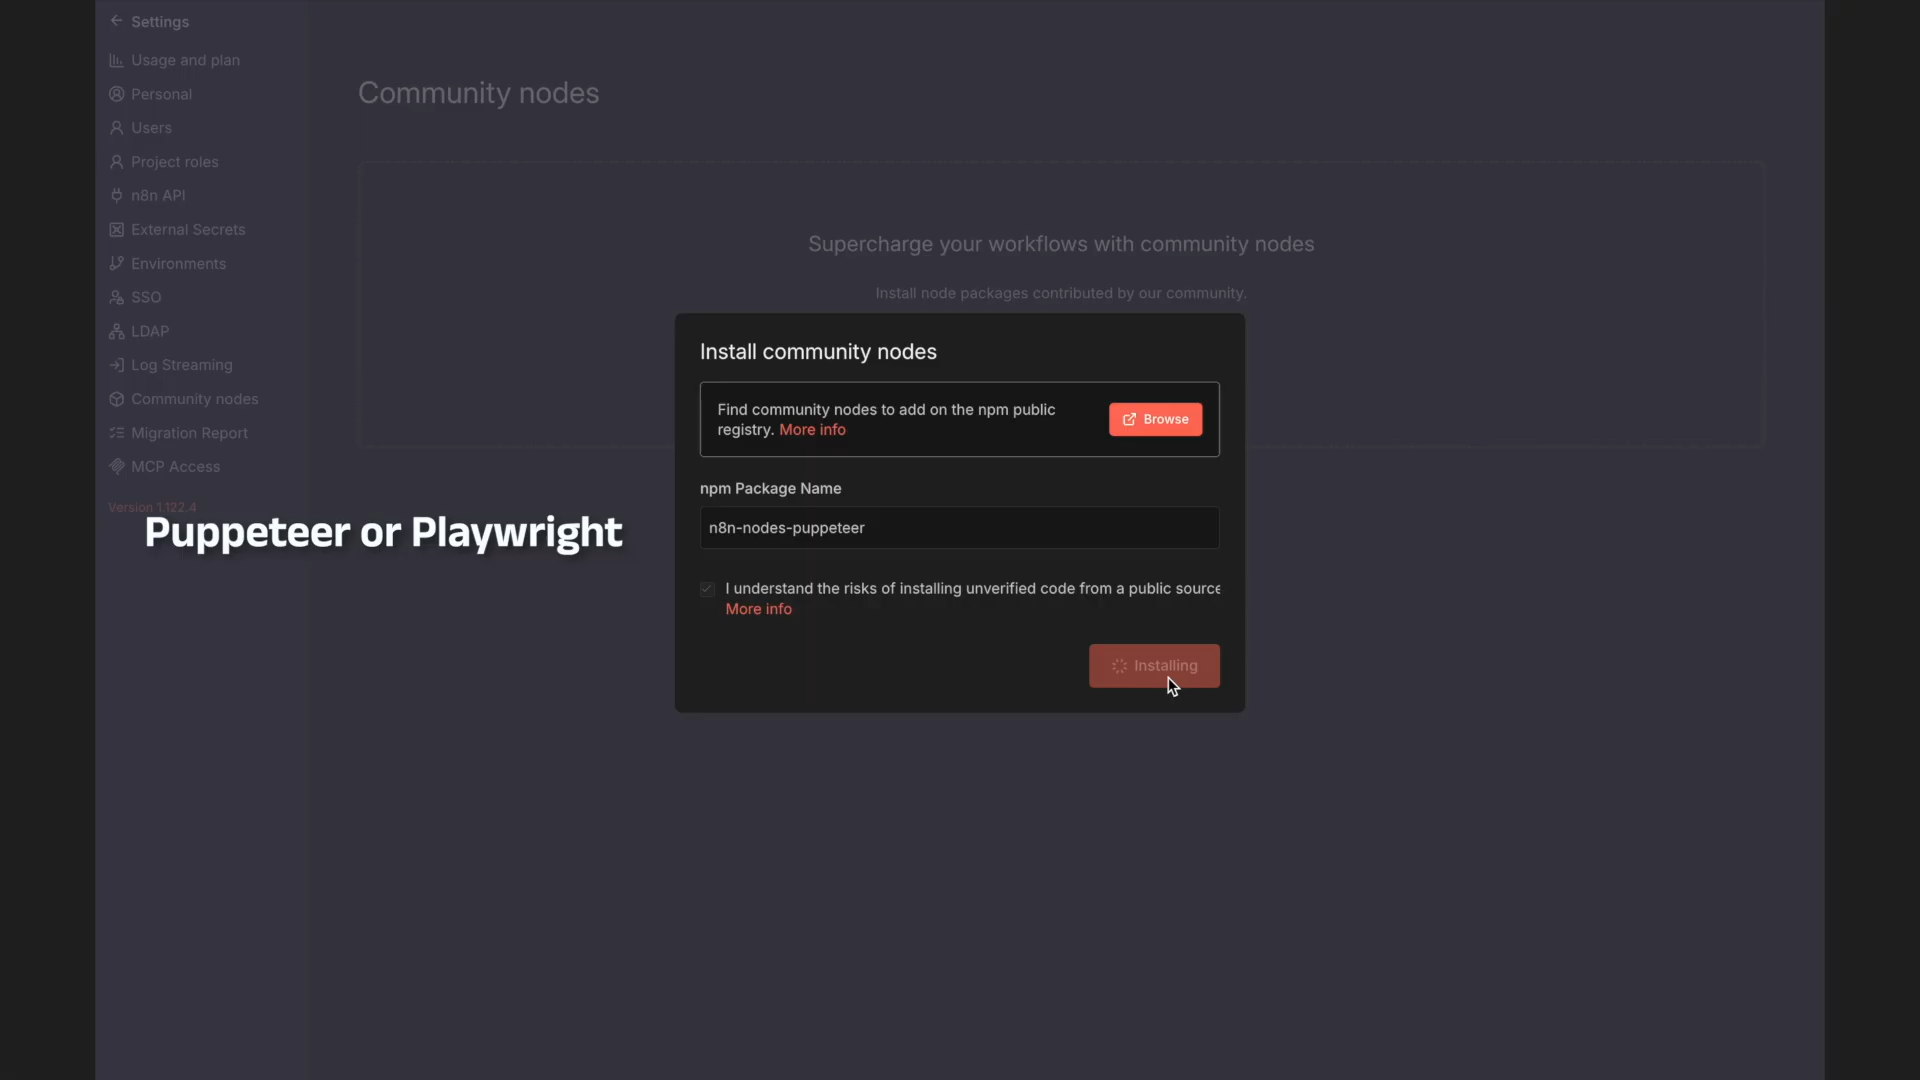 Settings
Usage and plan
Personal
Users
Project roles
n8n API
External Secrets
Environments
SSO
LDAP
Log Streaming
Community nodes
Migration Report
MCP Access
Version 1.122.4
Puppeteer or Playwright
Community nodes
Supercharge your workflows with community nodes
Install node packages contributed by our community.
Install community nodes
Find community nodes to add on the npm public
registry. More info
Browse
npm Package Name
n8n-nodes-puppeteer
I understand the risks of installing unverified code from a public source
More info
Installing